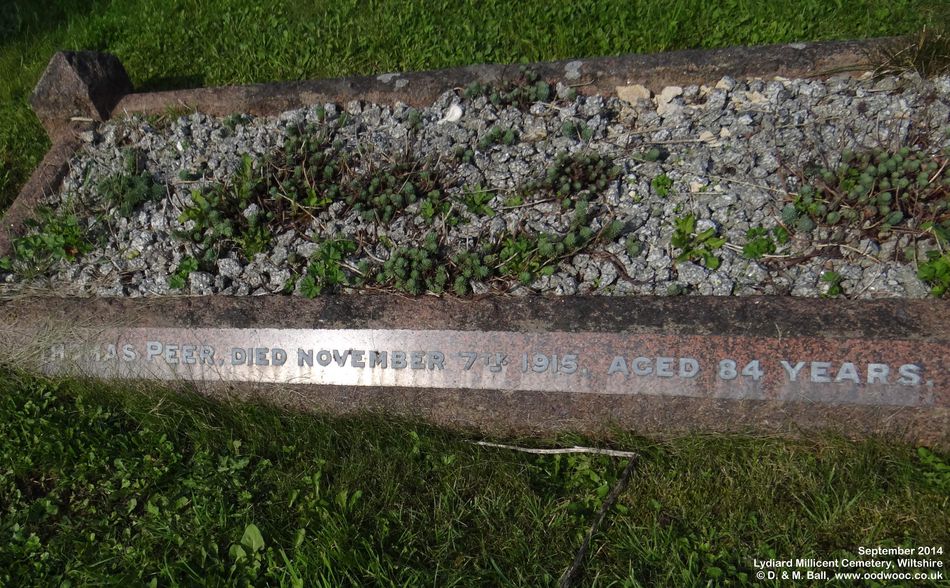 THOMAS PEER, DIED NOVEMBER 7TH 1915, AGED 84 YEARS.
September 2014
Lydiard Millicent Cemetery, Wiltshire
© D. & M. Ball, www.oodwooc.co.uk